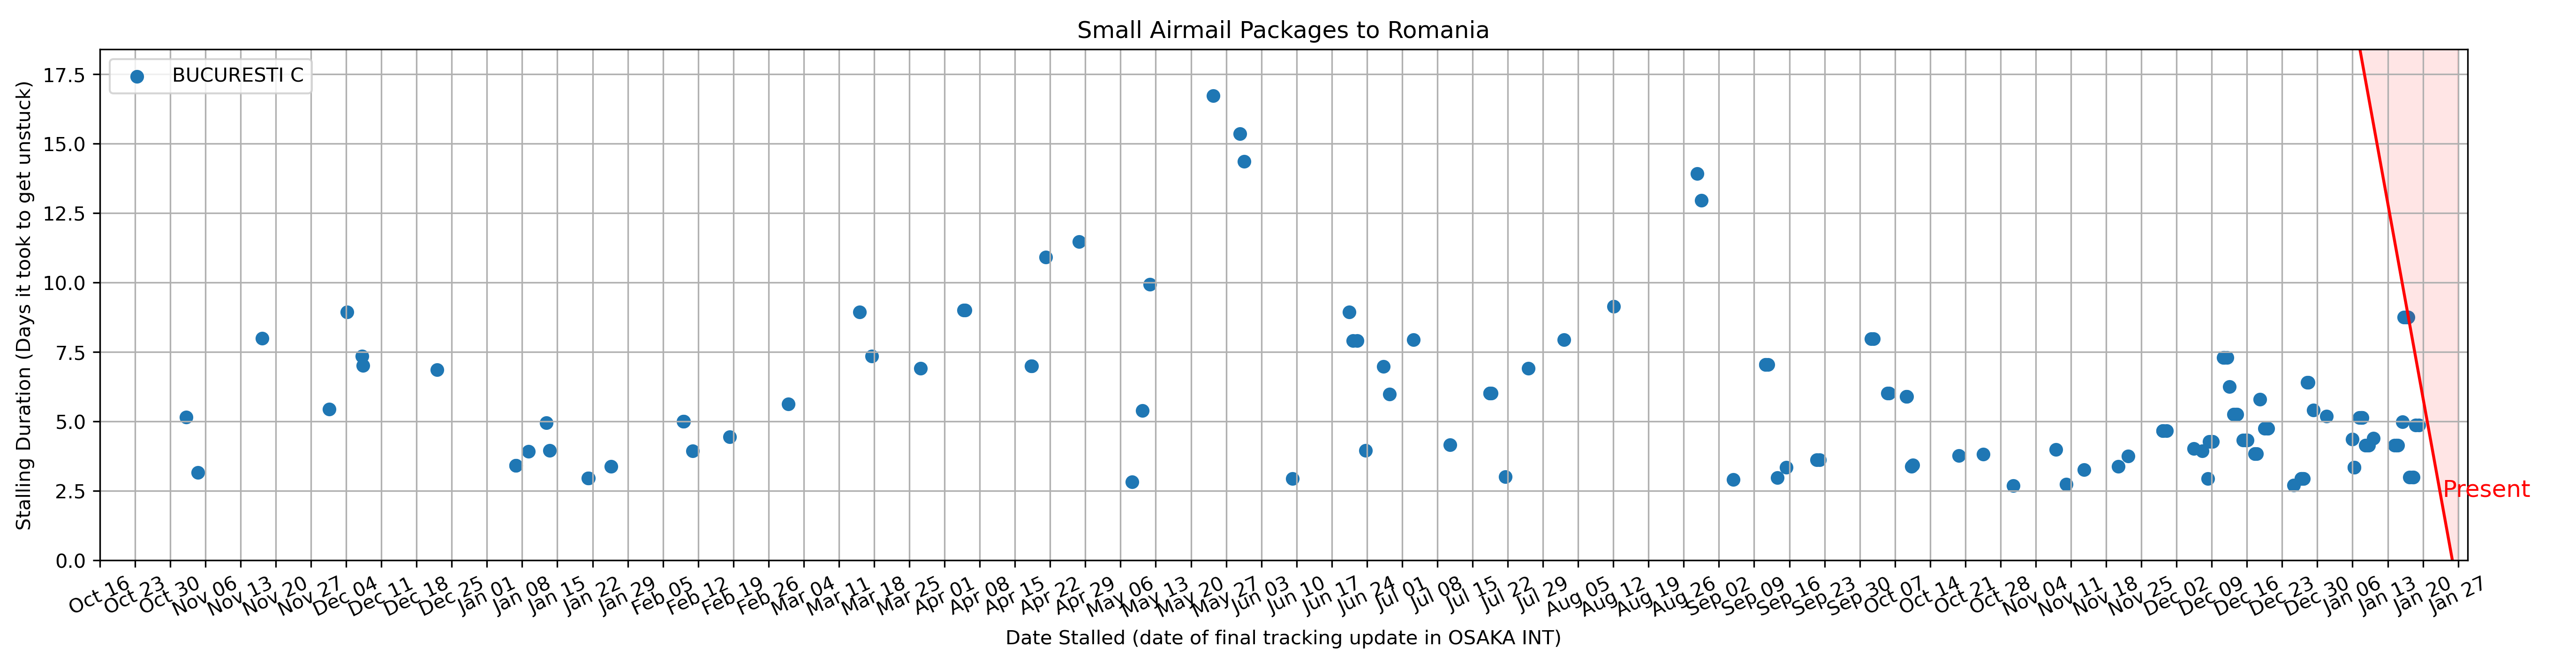 Small Airmail Packages to Romania
BUCURESTI C
Stalling Duration (Days it took to get unstuck)
17.5
15.0
12.5
10.0
7.5
5.0
2.5
0.0
Present
Oct 16 Oct 23 Oct 30 Nov 06 Nov 13 Nov 20 Nov 27 Dec 04 Dec 11 Dec 18 Dec 25 Jan 01 Jan 08 Jan 15 Jan 22 Jan 29 Feb 05 Feb 12 Feb 19 Feb 26 Mar 04 Mar 11 Mar 18 Mar 25 Apr 01 Apr 08 Apr 15 Apr 22 Apr 29 May 06 May 13 May 20 May 27 Jun 03 Jun 10 Jun 17 Jun 24 Jul 01 Jul 08 Jul 15 Jul 22 Jul 29 Aug 05 Aug 12 Aug 19 Aug 26 Sep 02 Sep 09 Sep 16 Sep 23 Sep 30 Oct 07 Oct 14 Oct 21 Oct 28 Nov 04 Nov 11 Nov 18 Nov 25 Dec 02 Dec 09 Dec 16 Dec 23 Dec 30 Jan 06 Jan 13 Jan 20 Jan 27
Date Stalled (date of final tracking update in OSAKA INT)